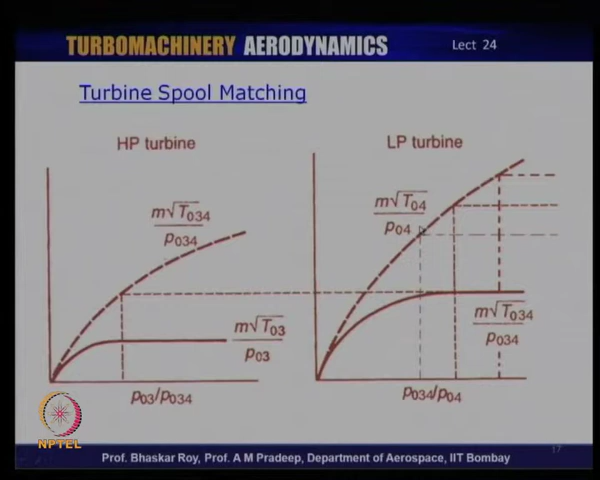 TURBOMACHINERY AERODYNAMICS
Lect 24
Turbine Spool Matching
HP turbine
LP turbine
m√T034
p034
m√T03
p03
p03/p034
m√T04
p04
m√T034
p034
p034/p04
NPTEL
Prof. Bhaskar Roy, Prof. A M Pradeep, Department of Aerospace, IIT Bombay
17